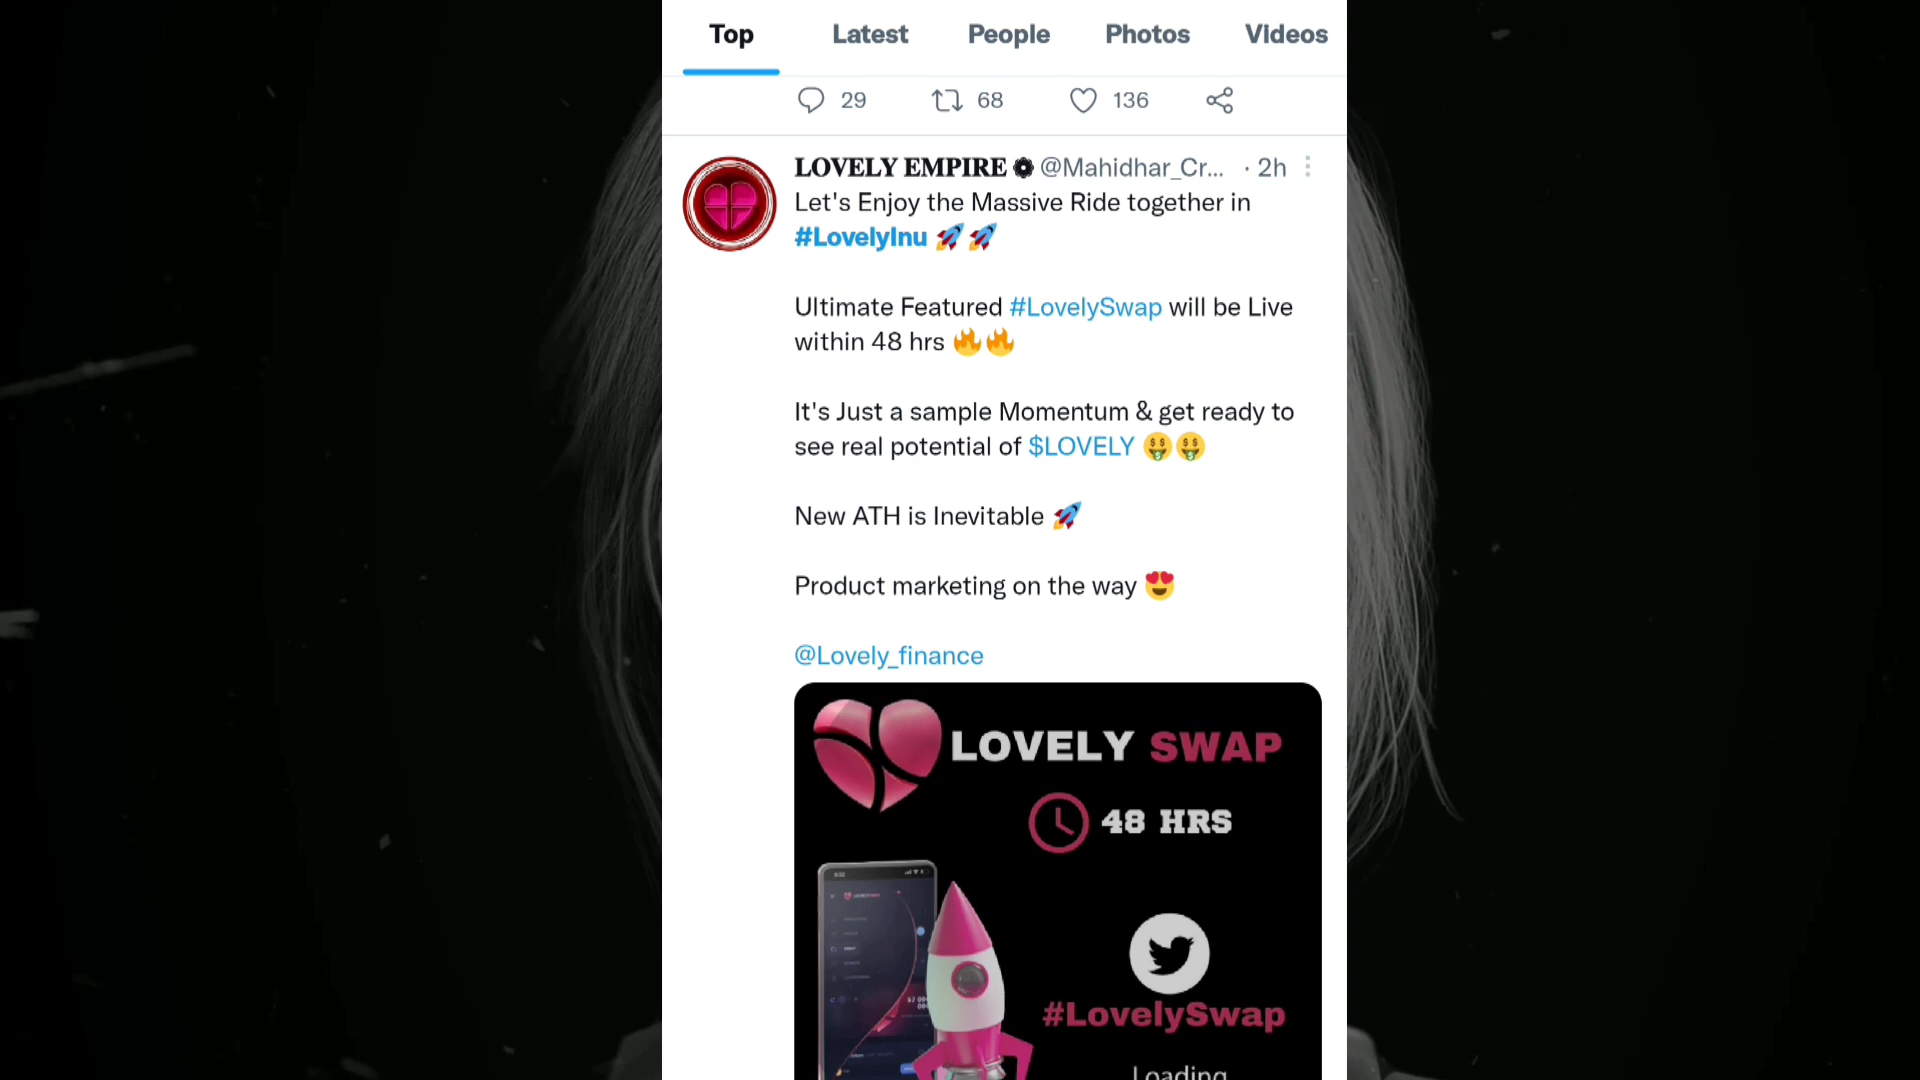 Top Latest People Photos Videos
29 68 136
LOVELY EMPIRE @Mahidhar_Cr... · 2h
Let's Enjoy the Massive Ride together in
#LovelyInu 🚀🚀
Ultimate Featured #LovelySwap will be Live
within 48 hrs 🔥🔥
It's Just a sample Momentum & get ready to
see real potential of $LOVELY 🤑🤑
New ATH is Inevitable 🚀
Product marketing on the way 😍
@Lovely_finance
LOVELY SWAP
48 HRS
#LovelySwap
Loading